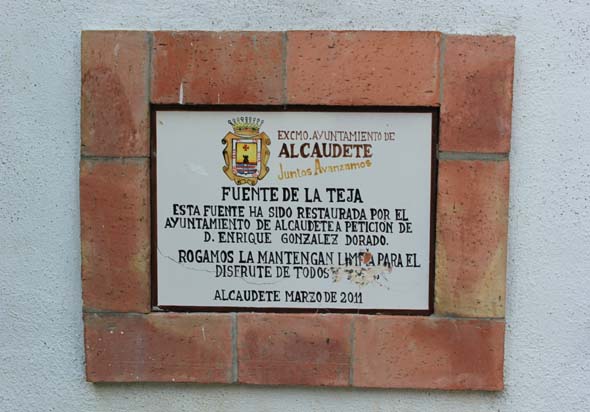 EXCMO. AYUNTAMIENTO DE
ALCAUDETE
Juntos Avanzamos
FUENTE DE LA TEJA
ESTA FUENTE HA SIDO RESTAURADA POR EL
AYUNTAMIENTO DE ALCAUDETE A PETICION DE
D. ENRIQUE GONZALEZ DORADO.
ROGAMOS LA MANTENGAN LIMPIA PARA EL
DISFRUTE DE TODOS
ALCAUDETE MARZO DE 2011